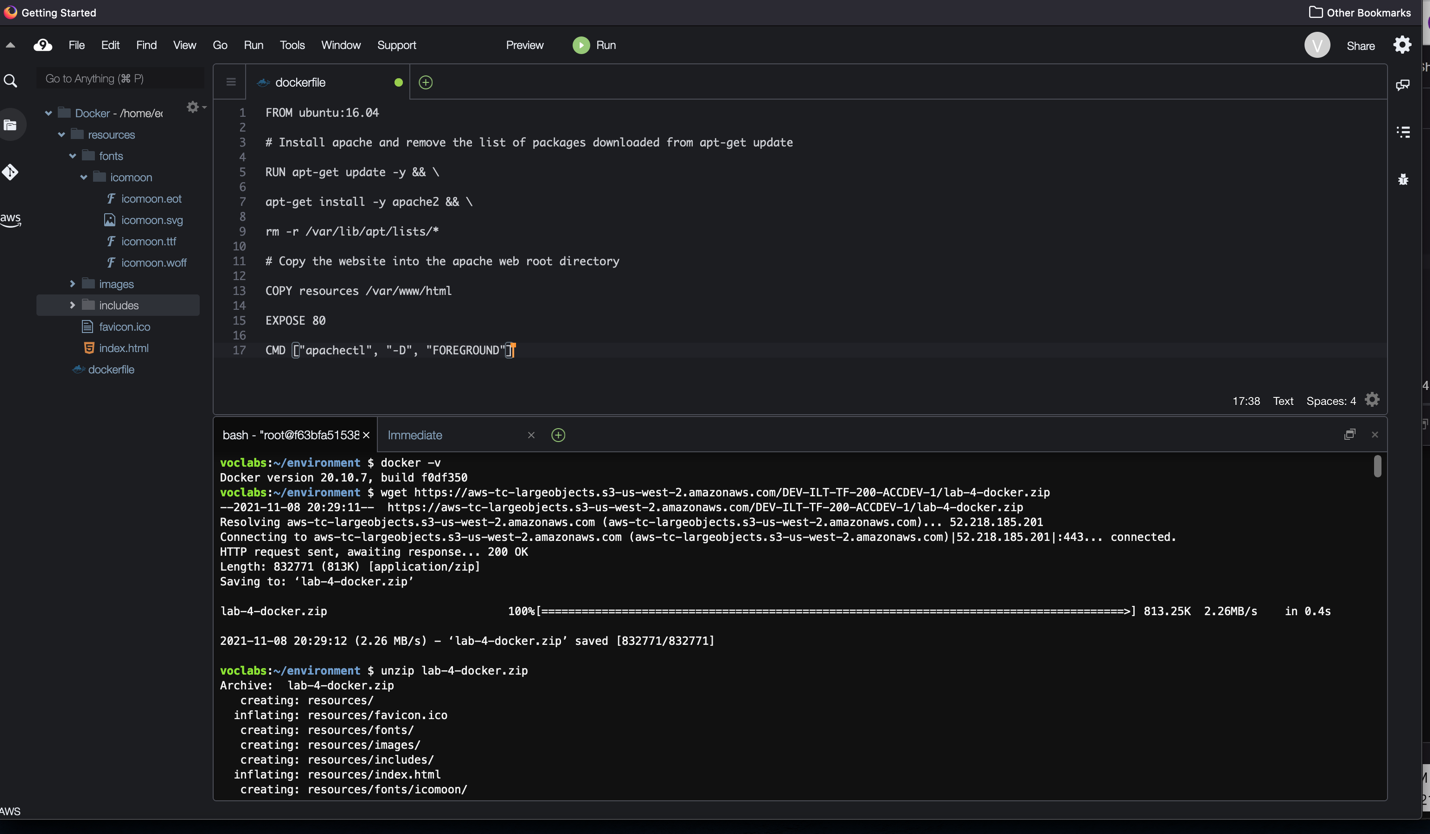 Getting Started
Other Bookmarks
File Edit Find View Go Run Tools Window Support Preview Run V Share
Go to Anything (⌘ P)
Docker - /home/ec
resources
fonts
icomoon
icomoon.eot
icomoon.svg
icomoon.ttf
icomoon.woff
images
includes
favicon.ico
index.html
dockerfile
aws
AWS
dockerfile
1 FROM ubuntu:16.04
2
3 # Install apache and remove the list of packages downloaded from apt-get update
4
5 RUN apt-get update -y && \
6
7 apt-get install -y apache2 && \
8
9 rm -r /var/lib/apt/lists/*
10
11 # Copy the website into the apache web root directory
12
13 COPY resources /var/www/html
14
15 EXPOSE 80
16
17 CMD ["apachectl", "-D", "FOREGROUND"]
17:38 Text Spaces: 4
bash - "root@f63bfa51538 × Immediate ×
voclabs:~/environment $ docker -v
Docker version 20.10.7, build f0df350
voclabs:~/environment $ wget https://aws-tc-largeobjects.s3-us-west-2.amazonaws.com/DEV-ILT-TF-200-ACCDEV-1/lab-4-docker.zip
--2021-11-08 20:29:11--  https://aws-tc-largeobjects.s3-us-west-2.amazonaws.com/DEV-ILT-TF-200-ACCDEV-1/lab-4-docker.zip
Resolving aws-tc-largeobjects.s3-us-west-2.amazonaws.com (aws-tc-largeobjects.s3-us-west-2.amazonaws.com)... 52.218.185.201
Connecting to aws-tc-largeobjects.s3-us-west-2.amazonaws.com (aws-tc-largeobjects.s3-us-west-2.amazonaws.com)|52.218.185.201|:443... connected.
HTTP request sent, awaiting response... 200 OK
Length: 832771 (813K) [application/zip]
Saving to: ‘lab-4-docker.zip’
lab-4-docker.zip 100%[=======================================================================================>] 813.25K 2.26MB/s in 0.4s
2021-11-08 20:29:12 (2.26 MB/s) - ‘lab-4-docker.zip’ saved [832771/832771]
voclabs:~/environment $ unzip lab-4-docker.zip
Archive:  lab-4-docker.zip
creating: resources/
inflating: resources/favicon.ico
creating: resources/fonts/
creating: resources/images/
creating: resources/includes/
inflating: resources/index.html
creating: resources/fonts/icomoon/